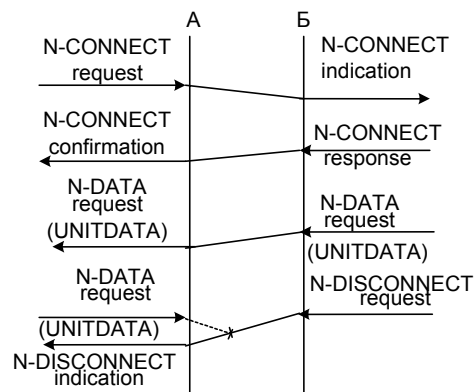 А
Б
N-CONNECT
request
N-CONNECT
indication
N-CONNECT
confirmation
N-CONNECT
response
N-DATA
request
(UNITDATA)
N-DATA
request
(UNITDATA)
N-DATA
request
(UNITDATA)
N-DISCONNECT
request
N-DISCONNECT
indication